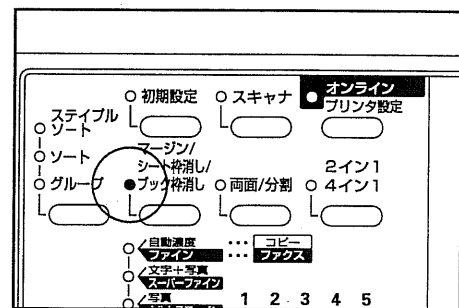 初期設定
スキャナ
オンライン
プリンタ設定
ステイプル
ソート
ソート
グループ
マージン/
シート枠消し/
ブック枠消し
両面/分割
2イン1
4イン1
自動濃度
ファイン
コピー
ファクス
文字+写真
スーパーファイン
写真
1 2 3 4 5